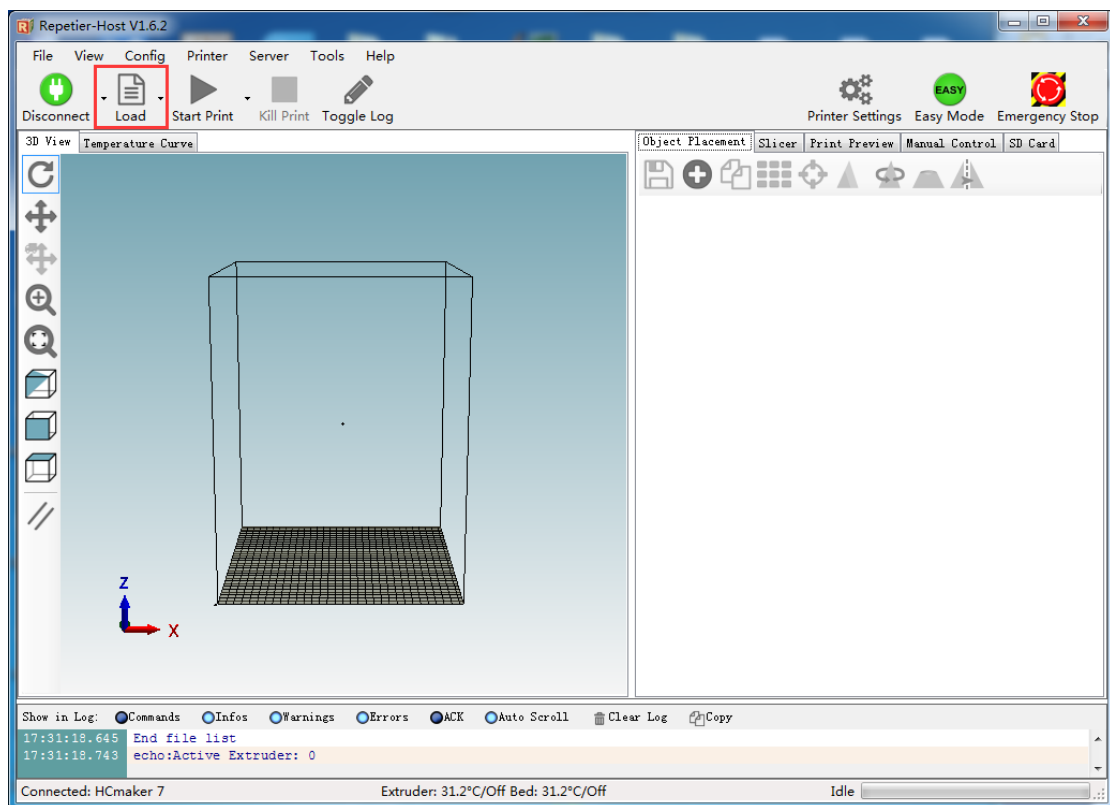 Repetier-Host V1.6.2
File View Config Printer Server Tools Help
Disconnect Load Start Print Kill Print Toggle Log Printer Settings EASY Easy Mode Emergency Stop
3D View Temperature Curve Object Placement Slicer Print Preview Manual Control SD Card
Z
X
Show in Log: Commands Infos Warnings Errors ACK Auto Scroll Clear Log Copy
17:31:18.645 End file list
17:31:18.743 echo:Active Extruder: 0
Connected: HCmaker 7 Extruder: 31.2°C/Off Bed: 31.2°C/Off Idle